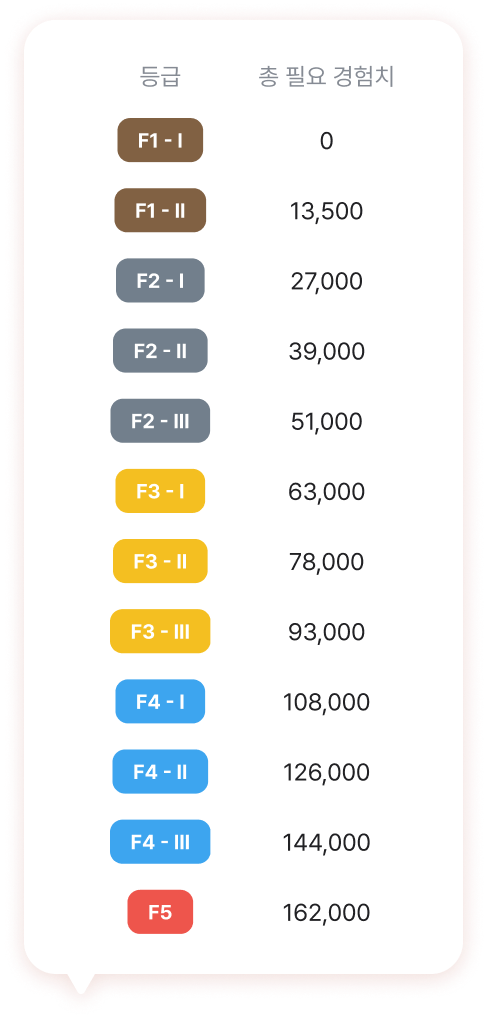 등급 총 필요 경험치
F1 - I 0
F1 - II 13,500
F2 - I 27,000
F2 - II 39,000
F2 - III 51,000
F3 - I 63,000
F3 - II 78,000
F3 - III 93,000
F4 - I 108,000
F4 - II 126,000
F4 - III 144,000
F5 162,000